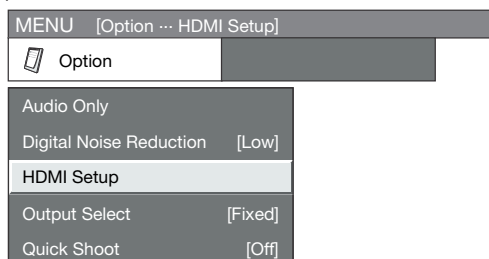 MENU [Option ··· HDMI Setup]
Option
Audio Only
Digital Noise Reduction [Low]
HDMI Setup
Output Select [Fixed]
Quick Shoot [Off]